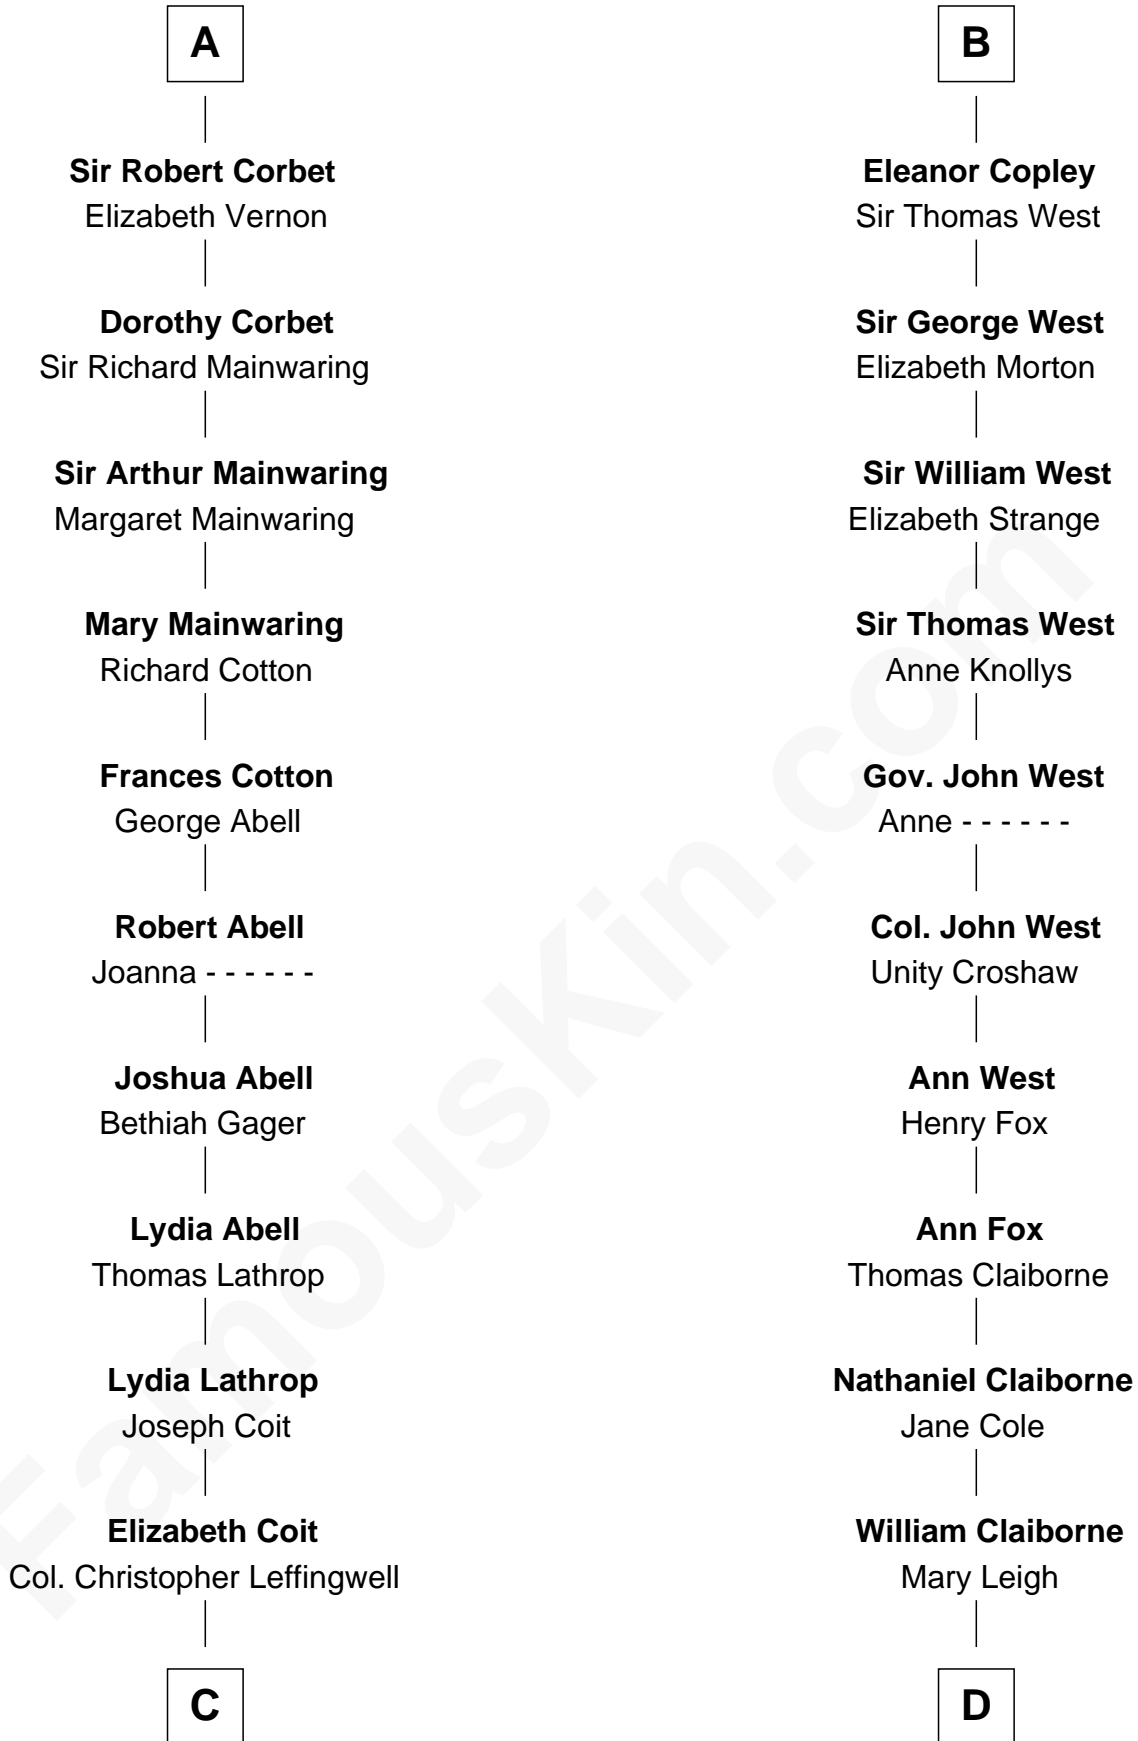 A
Sir Robert Corbet
Elizabeth Vernon
Dorothy Corbet
Sir Richard Mainwaring
Sir Arthur Mainwaring
Margaret Mainwaring
Mary Mainwaring
Richard Cotton
Frances Cotton
George Abell
Robert Abell
Joanna - - - - - -
Joshua Abell
Bethiah Gager
Lydia Abell
Thomas Lathrop
Lydia Lathrop
Joseph Coit
Elizabeth Coit
Col. Christopher Leffingwell
C
B
Eleanor Copley
Sir Thomas West
Sir George West
Elizabeth Morton
Sir William West
Elizabeth Strange
Sir Thomas West
Anne Knollys
Gov. John West
Anne - - - - - -
Col. John West
Unity Croshaw
Ann West
Henry Fox
Ann Fox
Thomas Claiborne
Nathaniel Claiborne
Jane Cole
William Claiborne
Mary Leigh
D
FamousKin.com